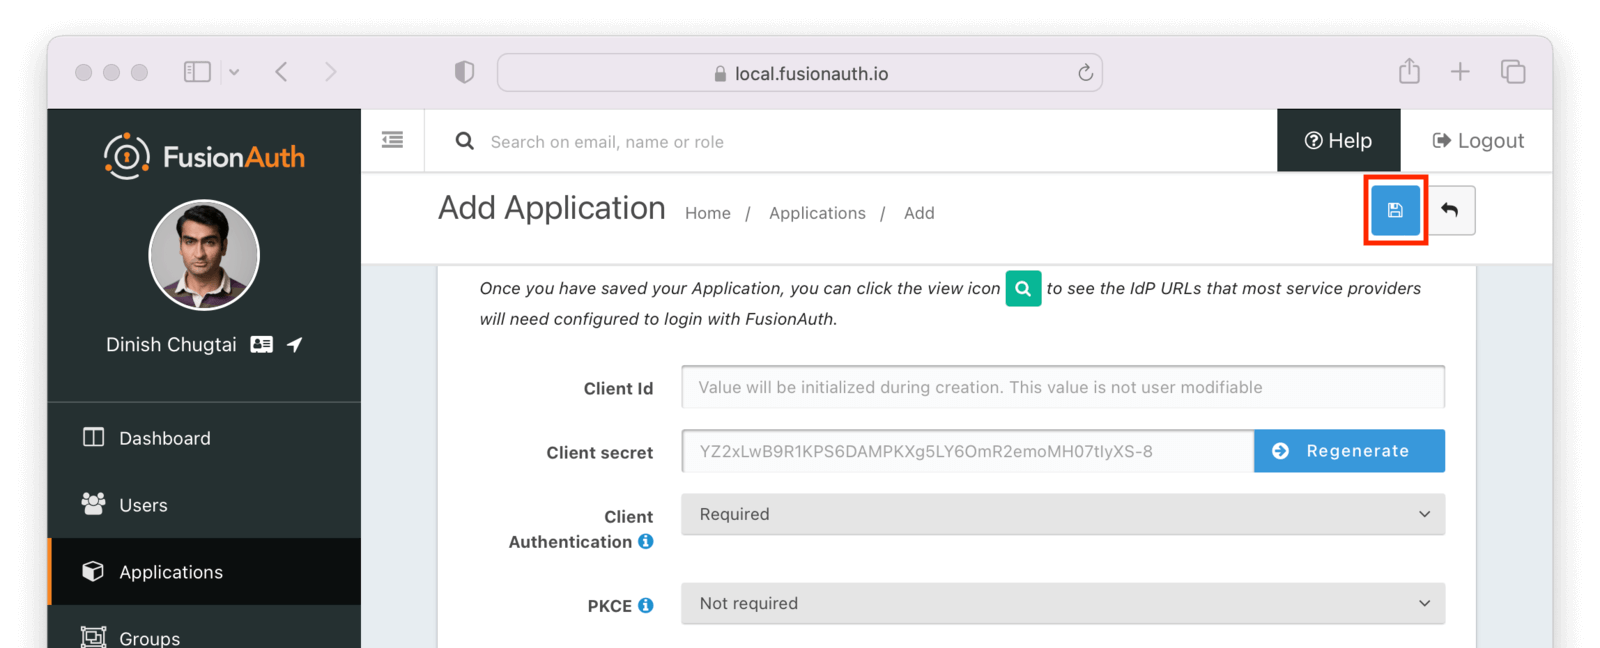 local.fusionauth.io
FusionAuth
Search on email, name or role
Help
Logout
Add Application
Home / Applications / Add
Dinish Chugtai
Dashboard
Users
Applications
Groups
Once you have saved your Application, you can click the view icon to see the IdP URLs that most service providers
will need configured to login with FusionAuth.
Client Id
Value will be initialized during creation. This value is not user modifiable
Client secret
YZ2xLwB9R1KPS6DAMPKXg5LY6OmR2emoMH07tIyXS-8
Regenerate
Client
Authentication
Required
PKCE
Not required